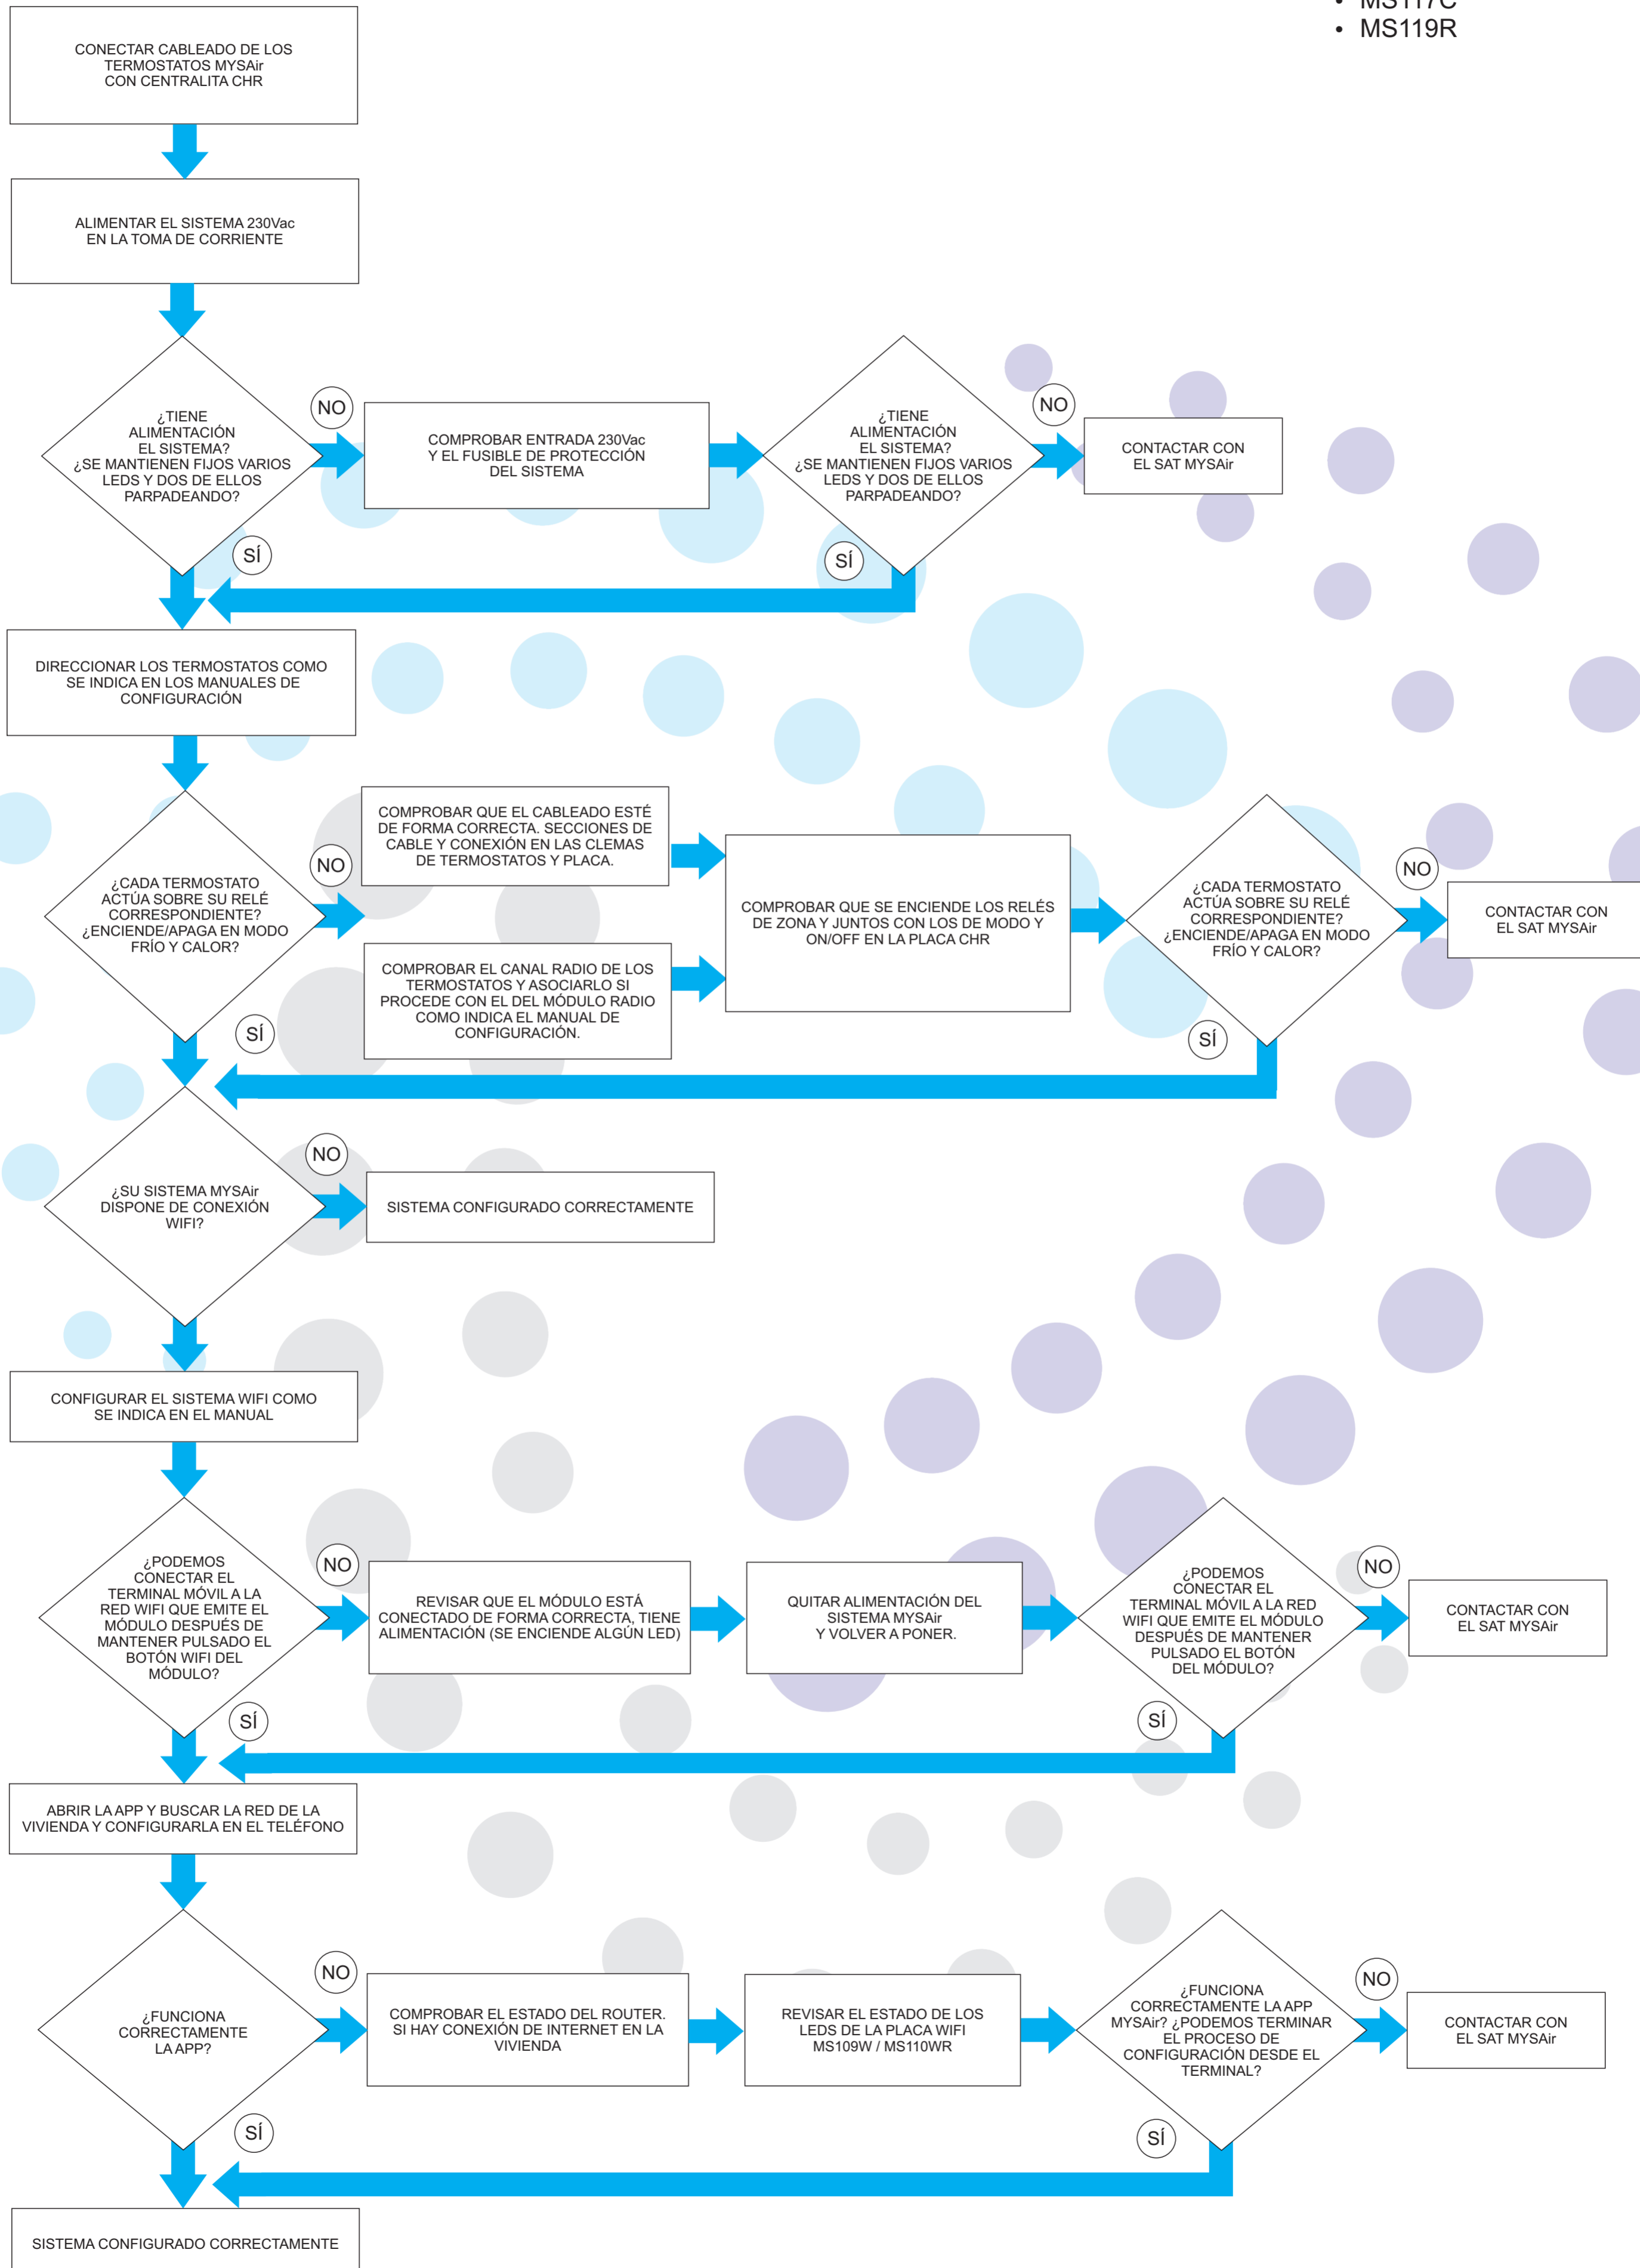 • MS117C
• MS119R
CONECTAR CABLEADO DE LOS
TERMOSTATOS MYSAir
CON CENTRALITA CHR
ALIMENTAR EL SISTEMA 230Vac
EN LA TOMA DE CORRIENTE
¿TIENE
ALIMENTACIÓN
EL SISTEMA?
¿SE MANTIENEN FIJOS VARIOS
LEDS Y DOS DE ELLOS
PARPADEANDO?
NO
COMPROBAR ENTRADA 230Vac
Y EL FUSIBLE DE PROTECCIÓN
DEL SISTEMA
¿TIENE
ALIMENTACIÓN
EL SISTEMA?
¿SE MANTIENEN FIJOS VARIOS
LEDS Y DOS DE ELLOS
PARPADEANDO?
NO
CONTACTAR CON
EL SAT MYSAir
SÍ
SÍ
DIRECCIONAR LOS TERMOSTATOS COMO
SE INDICA EN LOS MANUALES DE
CONFIGURACIÓN
¿CADA TERMOSTATO
ACTÚA SOBRE SU RELÉ
CORRESPONDIENTE?
¿ENCIENDE/APAGA EN MODO
FRÍO Y CALOR?
NO
COMPROBAR QUE EL CABLEADO ESTÉ
DE FORMA CORRECTA. SECCIONES DE
CABLE Y CONEXIÓN EN LAS CLEMAS
DE TERMOSTATOS Y PLACA.
COMPROBAR EL CANAL RADIO DE LOS
TERMOSTATOS Y ASOCIARLO SI
PROCEDE CON EL DEL MÓDULO RADIO
COMO INDICA EL MANUAL DE
CONFIGURACIÓN.
COMPROBAR QUE SE ENCIENDE LOS RELÉS
DE ZONA Y JUNTOS CON LOS DE MODO Y
ON/OFF EN LA PLACA CHR
¿CADA TERMOSTATO
ACTÚA SOBRE SU RELÉ
CORRESPONDIENTE?
¿ENCIENDE/APAGA EN MODO
FRÍO Y CALOR?
NO
CONTACTAR CON
EL SAT MYSAir
SÍ
SÍ
¿SU SISTEMA MYSAir
DISPONE DE CONEXIÓN
WIFI?
NO
SISTEMA CONFIGURADO CORRECTAMENTE
CONFIGURAR EL SISTEMA WIFI COMO
SE INDICA EN EL MANUAL
¿PODEMOS
CONECTAR EL
TERMINAL MÓVIL A LA
RED WIFI QUE EMITE EL
MÓDULO DESPUÉS DE
MANTENER PULSADO EL
BOTÓN WIFI DEL
MÓDULO?
NO
REVISAR QUE EL MÓDULO ESTÁ
CONECTADO DE FORMA CORRECTA, TIENE
ALIMENTACIÓN (SE ENCIENDE ALGÚN LED)
QUITAR ALIMENTACIÓN DEL
SISTEMA MYSAir
Y VOLVER A PONER.
¿PODEMOS
CONECTAR EL
TERMINAL MÓVIL A LA RED
WIFI QUE EMITE EL MÓDULO
DESPUÉS DE MANTENER
PULSADO EL BOTÓN
DEL MÓDULO?
NO
CONTACTAR CON
EL SAT MYSAir
SÍ
SÍ
ABRIR LA APP Y BUSCAR LA RED DE LA
VIVIENDA Y CONFIGURARLA EN EL TELÉFONO
¿FUNCIONA
CORRECTAMENTE
LA APP?
NO
COMPROBAR EL ESTADO DEL ROUTER.
SI HAY CONEXIÓN DE INTERNET EN LA
VIVIENDA
REVISAR EL ESTADO DE LOS
LEDS DE LA PLACA WIFI
MS109W / MS110WR
¿FUNCIONA
CORRECTAMENTE LA APP
MYSAir? ¿PODEMOS TERMINAR
EL PROCESO DE
CONFIGURACIÓN DESDE EL
TERMINAL?
NO
CONTACTAR CON
EL SAT MYSAir
SÍ
SÍ
SISTEMA CONFIGURADO CORRECTAMENTE